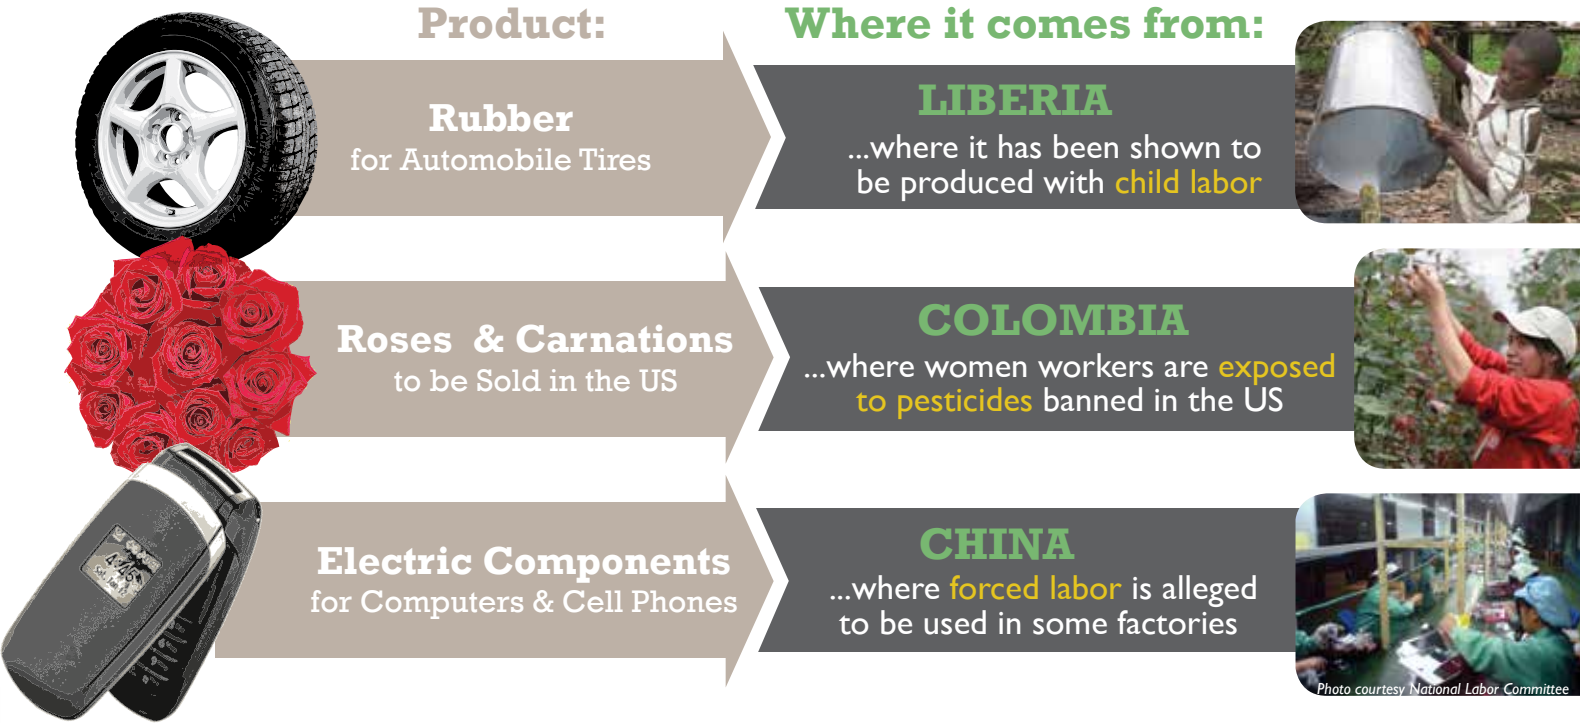 Product:
Where it comes from:
Rubber
for Automobile Tires
LIBERIA
...where it has been shown to
be produced with child labor
Roses & Carnations
to be Sold in the US
COLOMBIA
...where women workers are exposed
to pesticides banned in the US
Electric Components
for Computers & Cell Phones
CHINA
...where forced labor is alleged
to be used in some factories
Photo courtesy National Labor Committee